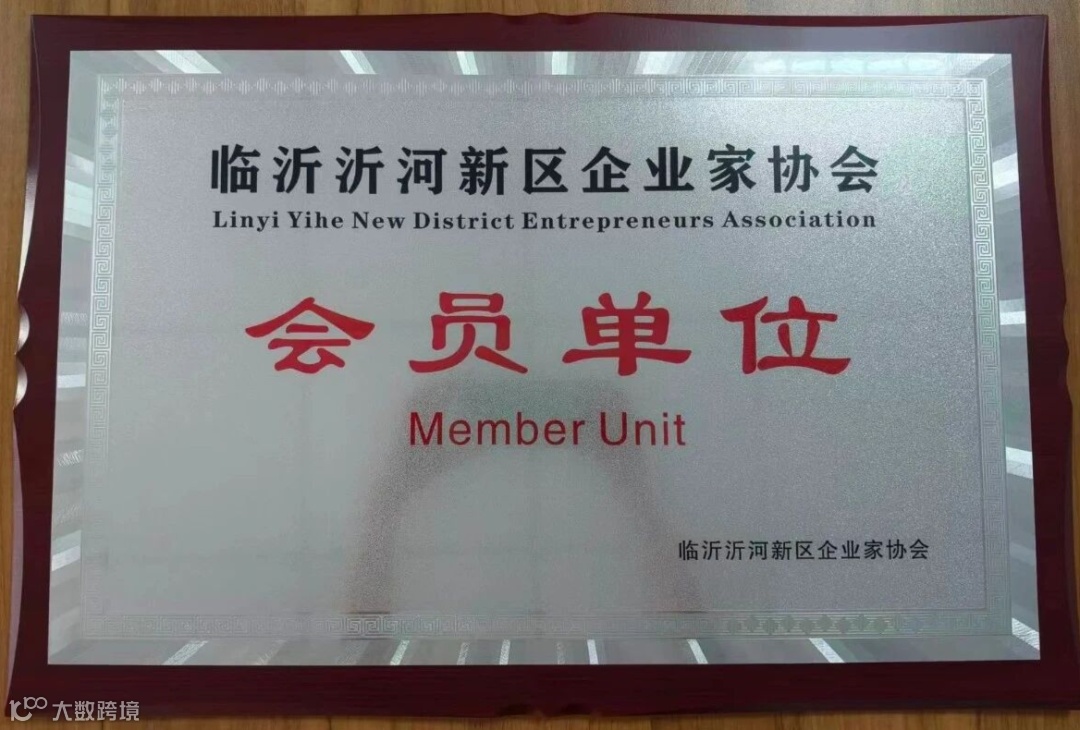 临沂沂河新区企业家协会
Linyi Yihe New District Entrepreneurs Association
会员单位
Member Unit
临沂沂河新区企业家协会
大数跨境